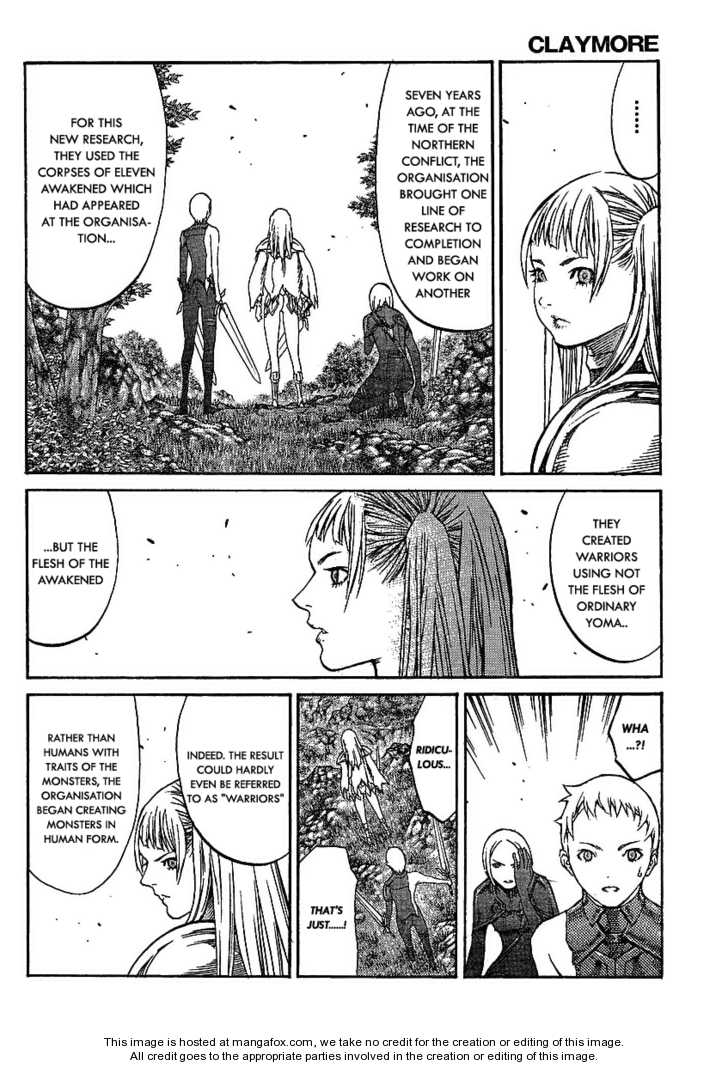 CLAYMORE
........
SEVEN YEARS
AGO, AT THE
TIME OF THE
NORTHERN
CONFLICT, THE
ORGANISATION
BROUGHT ONE
LINE OF
RESEARCH TO
COMPLETION
AND BEGAN
WORK ON
ANOTHER
FOR THIS
NEW RESEARCH,
THEY USED THE
CORPSES OF ELEVEN
AWAKENED WHICH
HAD APPEARED
AT THE ORGANISA-
TION...
THEY
CREATED
WARRIORS
USING NOT
THE FLESH OF
ORDINARY
YOMA..
...BUT THE
FLESH OF THE
AWAKENED
WHA
...?!
RIDICU-
LOUS...
THAT'S
JUST......!
INDEED. THE RESULT
COULD HARDLY
EVEN BE REFERRED
TO AS "WARRIORS"
RATHER THAN
HUMANS WITH
TRAITS OF THE
MONSTERS, THE
ORGANISATION
BEGAN CREATING
MONSTERS IN
HUMAN FORM.
This image is hosted at mangafox.com, we take no credit for the creation or editing of this image.
All credit goes to the appropriate parties involved in the creation or editing of this image.